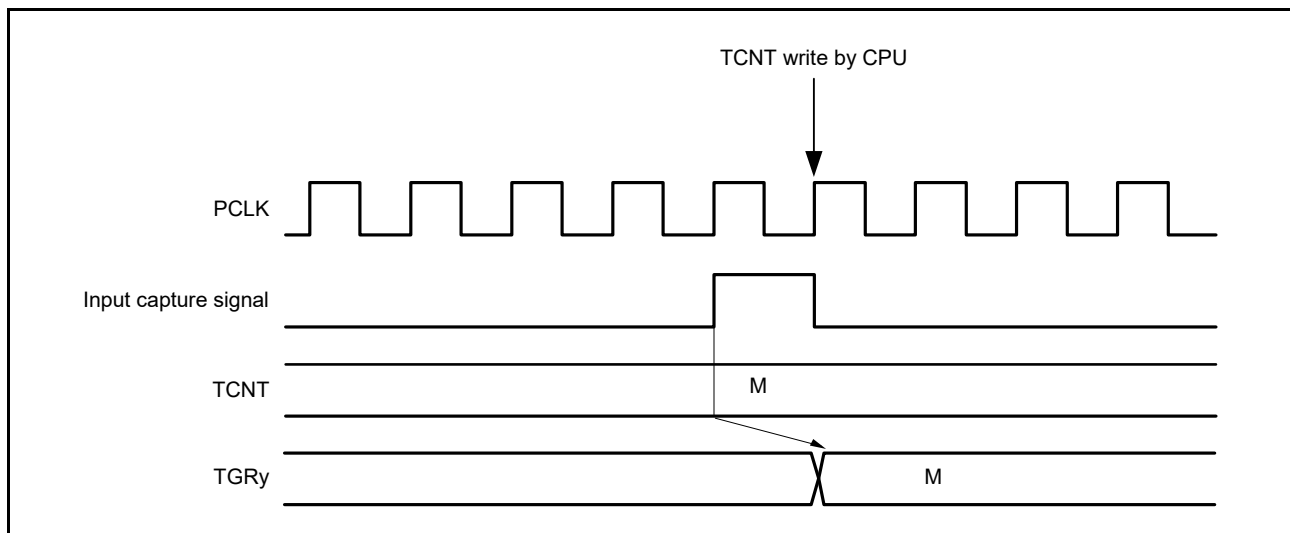 TCNT write by CPU
PCLK
Input capture signal
TCNT
M
TGRy
M